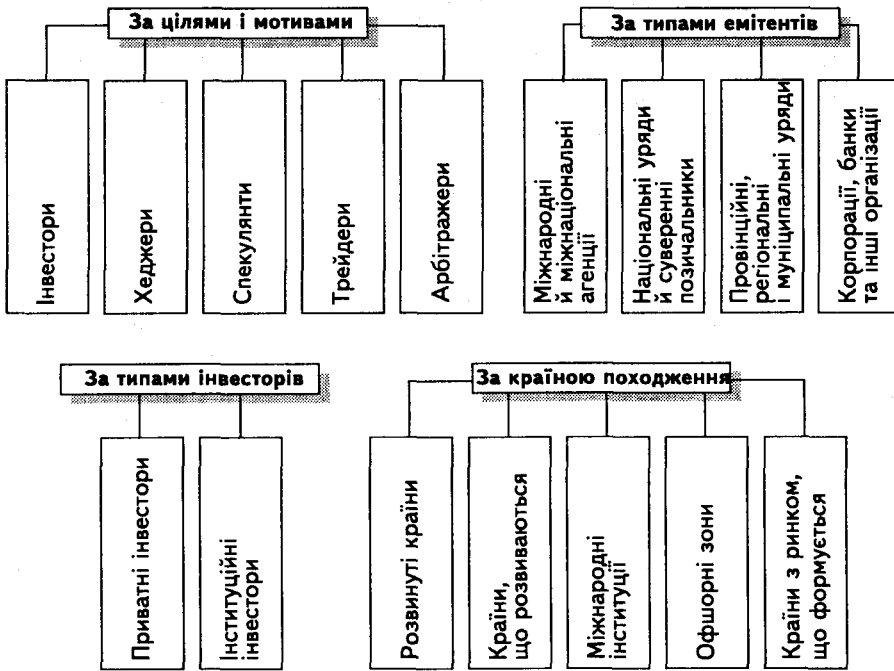 За цілями і мотивами
Інвестори
Хеджери
Спекулянти
Трейдери
Арбітражери
За типами емітентів
Міжнародні
й міжнаціональні
агенції
Національні уряди
й суверенні
позичальники
Провінційні,
регіональні
і муніципальні уряди
Корпорації, банки
та інші організації
За типами інвесторів
Приватні інвестори
Інституційні
інвестори
За країною походження
Розвинуті країни
Країни,
що розвиваються
Міжнародні
інституції
Офшорні зони
Країни з ринком,
що формується